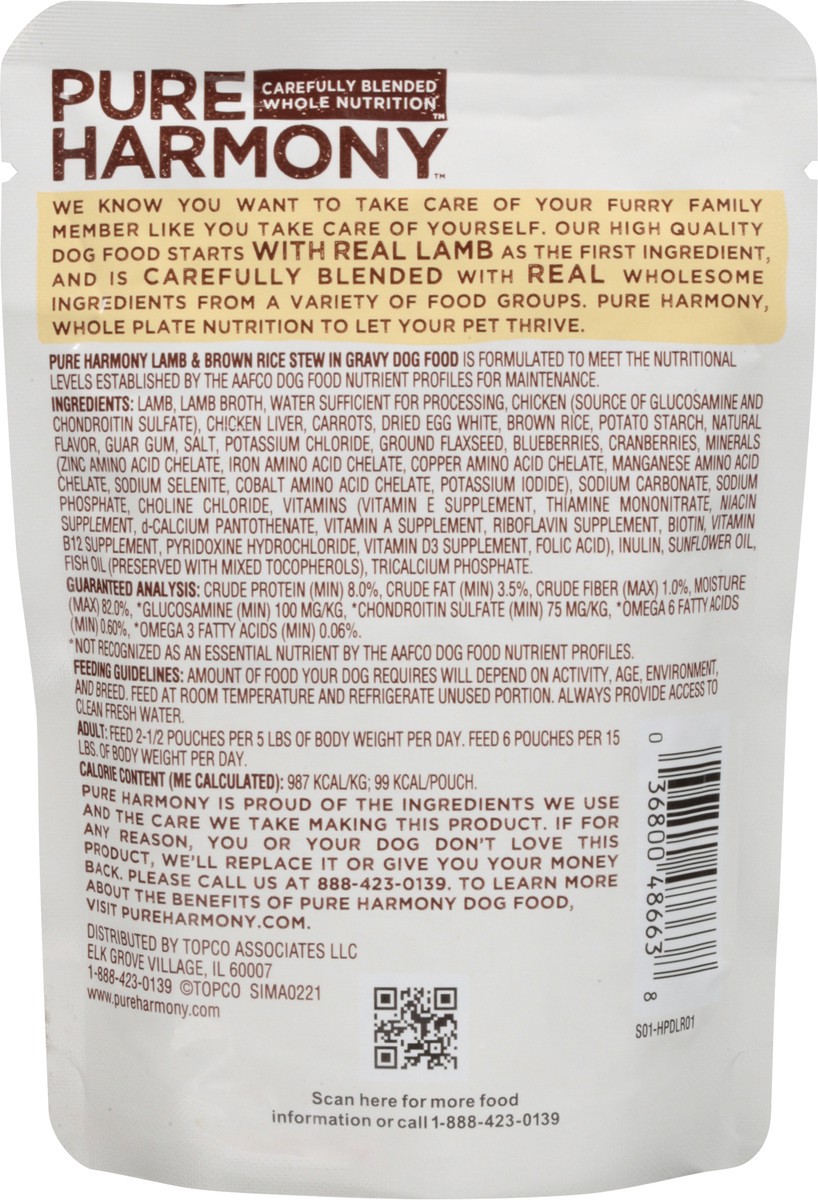 PURE CAREFULLY BLENDED
WHOLE NUTRITION™
HARMONY™
WE KNOW YOU WANT TO TAKE CARE OF YOUR FURRY FAMILY
MEMBER LIKE YOU TAKE CARE OF YOURSELF. OUR HIGH QUALITY
DOG FOOD STARTS WITH REAL LAMB AS THE FIRST INGREDIENT,
AND IS CAREFULLY BLENDED WITH REAL WHOLESOME
INGREDIENTS FROM A VARIETY OF FOOD GROUPS. PURE HARMONY,
WHOLE PLATE NUTRITION TO LET YOUR PET THRIVE.
PURE HARMONY LAMB & BROWN RICE STEW IN GRAVY DOG FOOD IS FORMULATED TO MEET THE NUTRITIONAL
LEVELS ESTABLISHED BY THE AAFCO DOG FOOD NUTRIENT PROFILES FOR MAINTENANCE.
INGREDIENTS: LAMB, LAMB BROTH, WATER SUFFICIENT FOR PROCESSING, CHICKEN (SOURCE OF GLUCOSAMINE AND
CHONDROITIN SULFATE), CHICKEN LIVER, CARROTS, DRIED EGG WHITE, BROWN RICE, POTATO STARCH, NATURAL
FLAVOR, GUAR GUM, SALT, POTASSIUM CHLORIDE, GROUND FLAXSEED, BLUEBERRIES, CRANBERRIES, MINERALS
(ZINC AMINO ACID CHELATE, IRON AMINO ACID CHELATE, COPPER AMINO ACID CHELATE, MANGANESE AMINO ACID
CHELATE, SODIUM SELENITE, COBALT AMINO ACID CHELATE, POTASSIUM IODIDE), SODIUM CARBONATE, SODIUM
PHOSPHATE, CHOLINE CHLORIDE, VITAMINS (VITAMIN E SUPPLEMENT, THIAMINE MONONITRATE, NIACIN
SUPPLEMENT, d-CALCIUM PANTOTHENATE, VITAMIN A SUPPLEMENT, RIBOFLAVIN SUPPLEMENT, BIOTIN, VITAMIN
B12 SUPPLEMENT, PYRIDOXINE HYDROCHLORIDE, VITAMIN D3 SUPPLEMENT, FOLIC ACID), INULIN, SUNFLOWER OIL,
FISH OIL (PRESERVED WITH MIXED TOCOPHEROLS), TRICALCIUM PHOSPHATE.
GUARANTEED ANALYSIS: CRUDE PROTEIN (MIN) 8.0%, CRUDE FAT (MIN) 3.5%, CRUDE FIBER (MAX) 1.0%, MOISTURE
(MAX) 82.0%, *GLUCOSAMINE (MIN) 100 MG/KG, *CHONDROITIN SULFATE (MIN) 75 MG/KG, *OMEGA 6 FATTY ACIDS
(MIN) 0.60%, *OMEGA 3 FATTY ACIDS (MIN) 0.06%.
*NOT RECOGNIZED AS AN ESSENTIAL NUTRIENT BY THE AAFCO DOG FOOD NUTRIENT PROFILES.
FEEDING GUIDELINES: AMOUNT OF FOOD YOUR DOG REQUIRES WILL DEPEND ON ACTIVITY, AGE, ENVIRONMENT,
AND BREED. FEED AT ROOM TEMPERATURE AND REFRIGERATE UNUSED PORTION. ALWAYS PROVIDE ACCESS TO
CLEAN FRESH WATER.
ADULT: FEED 2-1/2 POUCHES PER 5 LBS OF BODY WEIGHT PER DAY. FEED 6 POUCHES PER 15
LBS. OF BODY WEIGHT PER DAY.
CALORIE CONTENT (ME CALCULATED): 987 KCAL/KG; 99 KCAL/POUCH.
PURE HARMONY IS PROUD OF THE INGREDIENTS WE USE
AND THE CARE WE TAKE MAKING THIS PRODUCT. IF FOR
ANY REASON, YOU OR YOUR DOG DON'T LOVE THIS
PRODUCT, WE'LL REPLACE IT OR GIVE YOU YOUR MONEY
BACK. PLEASE CALL US AT 888-423-0139. TO LEARN MORE
ABOUT THE BENEFITS OF PURE HARMONY DOG FOOD,
VISIT PUREHARMONY.COM.
DISTRIBUTED BY TOPCO ASSOCIATES LLC
ELK GROVE VILLAGE, IL 60007
1-888-423-0139 ©TOPCO SIMA0221
www.pureharmony.com
0 36800 48663 8
S01-HPDLR01
Scan here for more food
information or call 1-888-423-0139